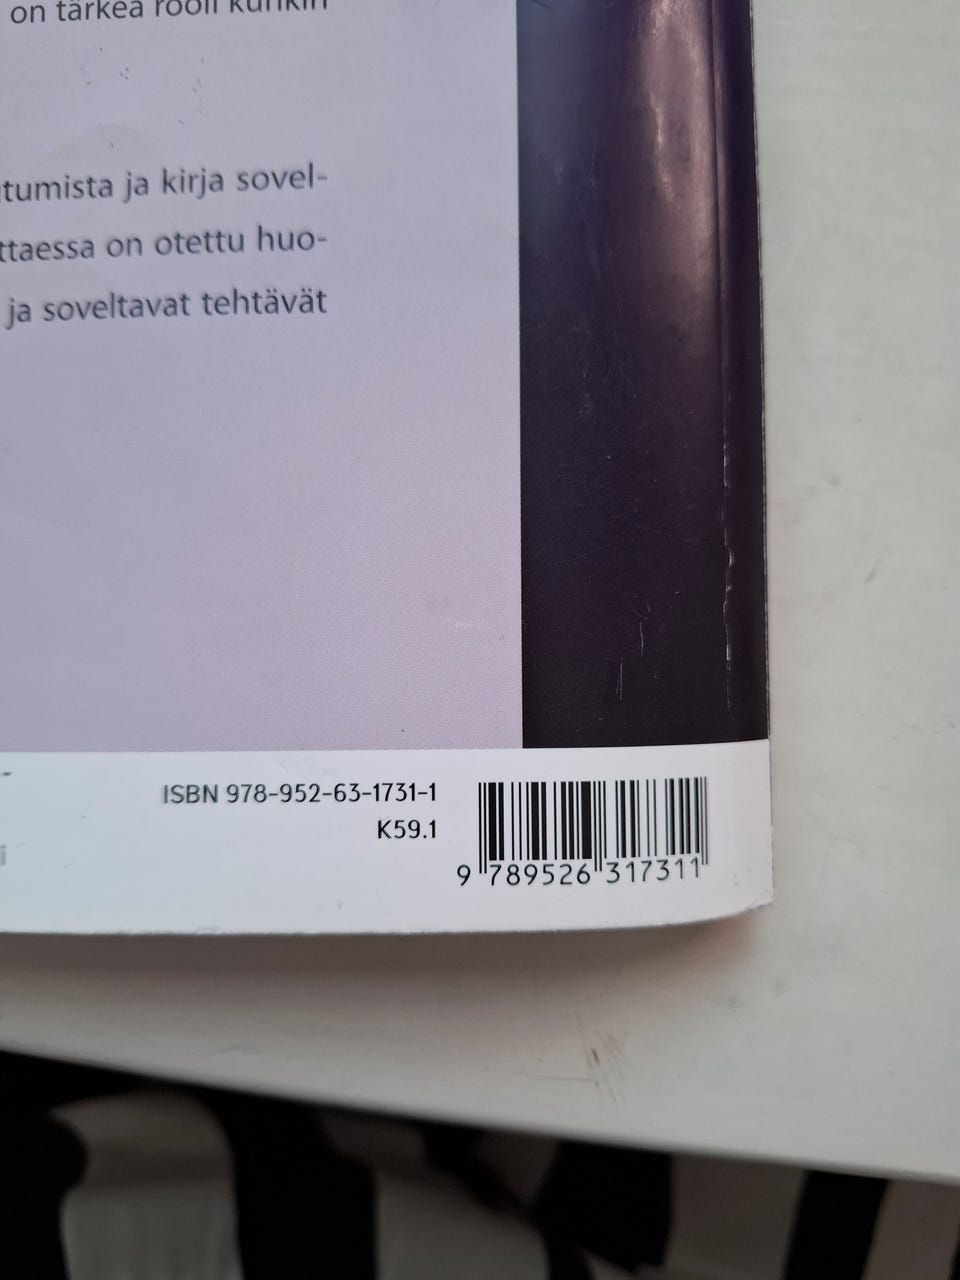 on tärkeä rooli kunkin
tumista ja kirja sovel-
ttaessa on otettu huo-
ja soveltavat tehtävät
ISBN 978-952-63-1731-1
K59.1
9 789526 317311